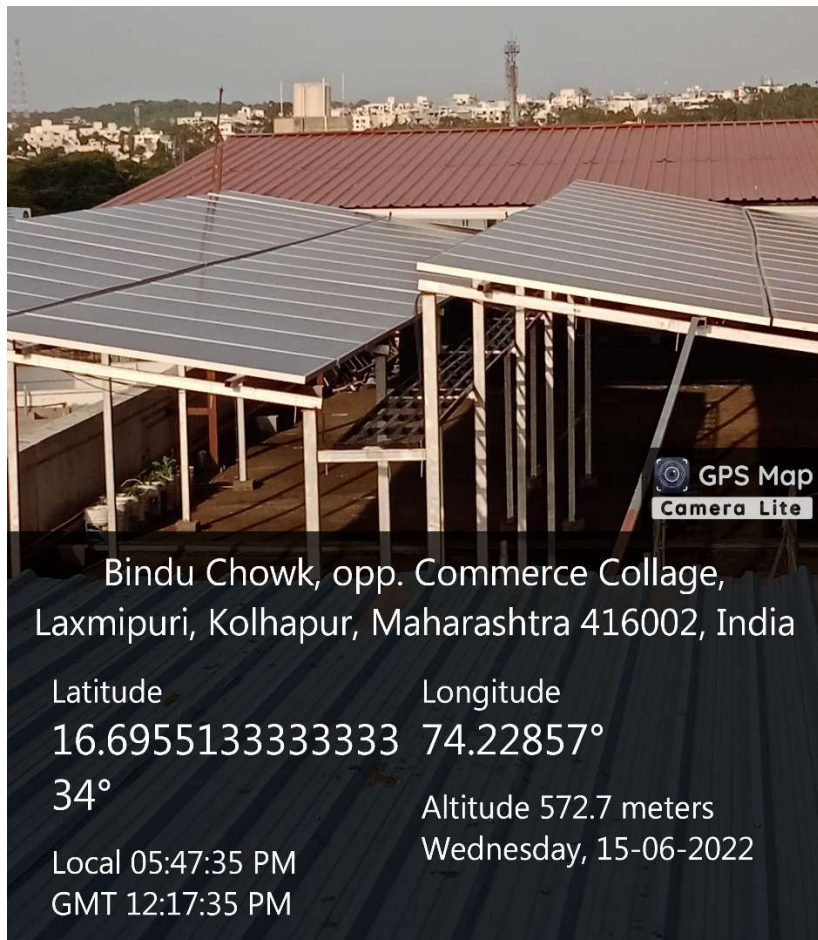 GPS Map
Camera Lite
Bindu Chowk, opp. Commerce Collage,
Laxmipuri, Kolhapur, Maharashtra 416002, India
Latitude
16.6955133333333
34°
Local 05:47:35 PM
GMT 12:17:35 PM
Longitude
74.22857°
Altitude 572.7 meters
Wednesday, 15-06-2022